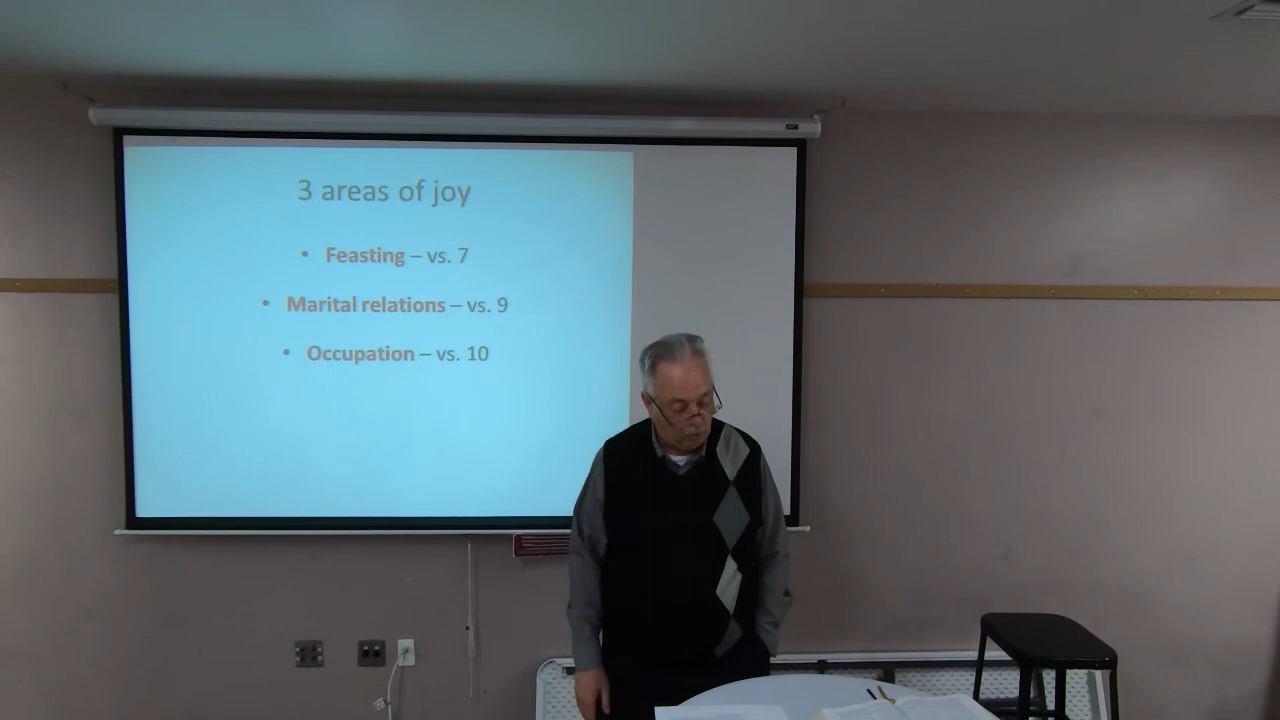 3 areas of joy
• Feasting – vs. 7
• Marital relations – vs. 9
• Occupation – vs. 10